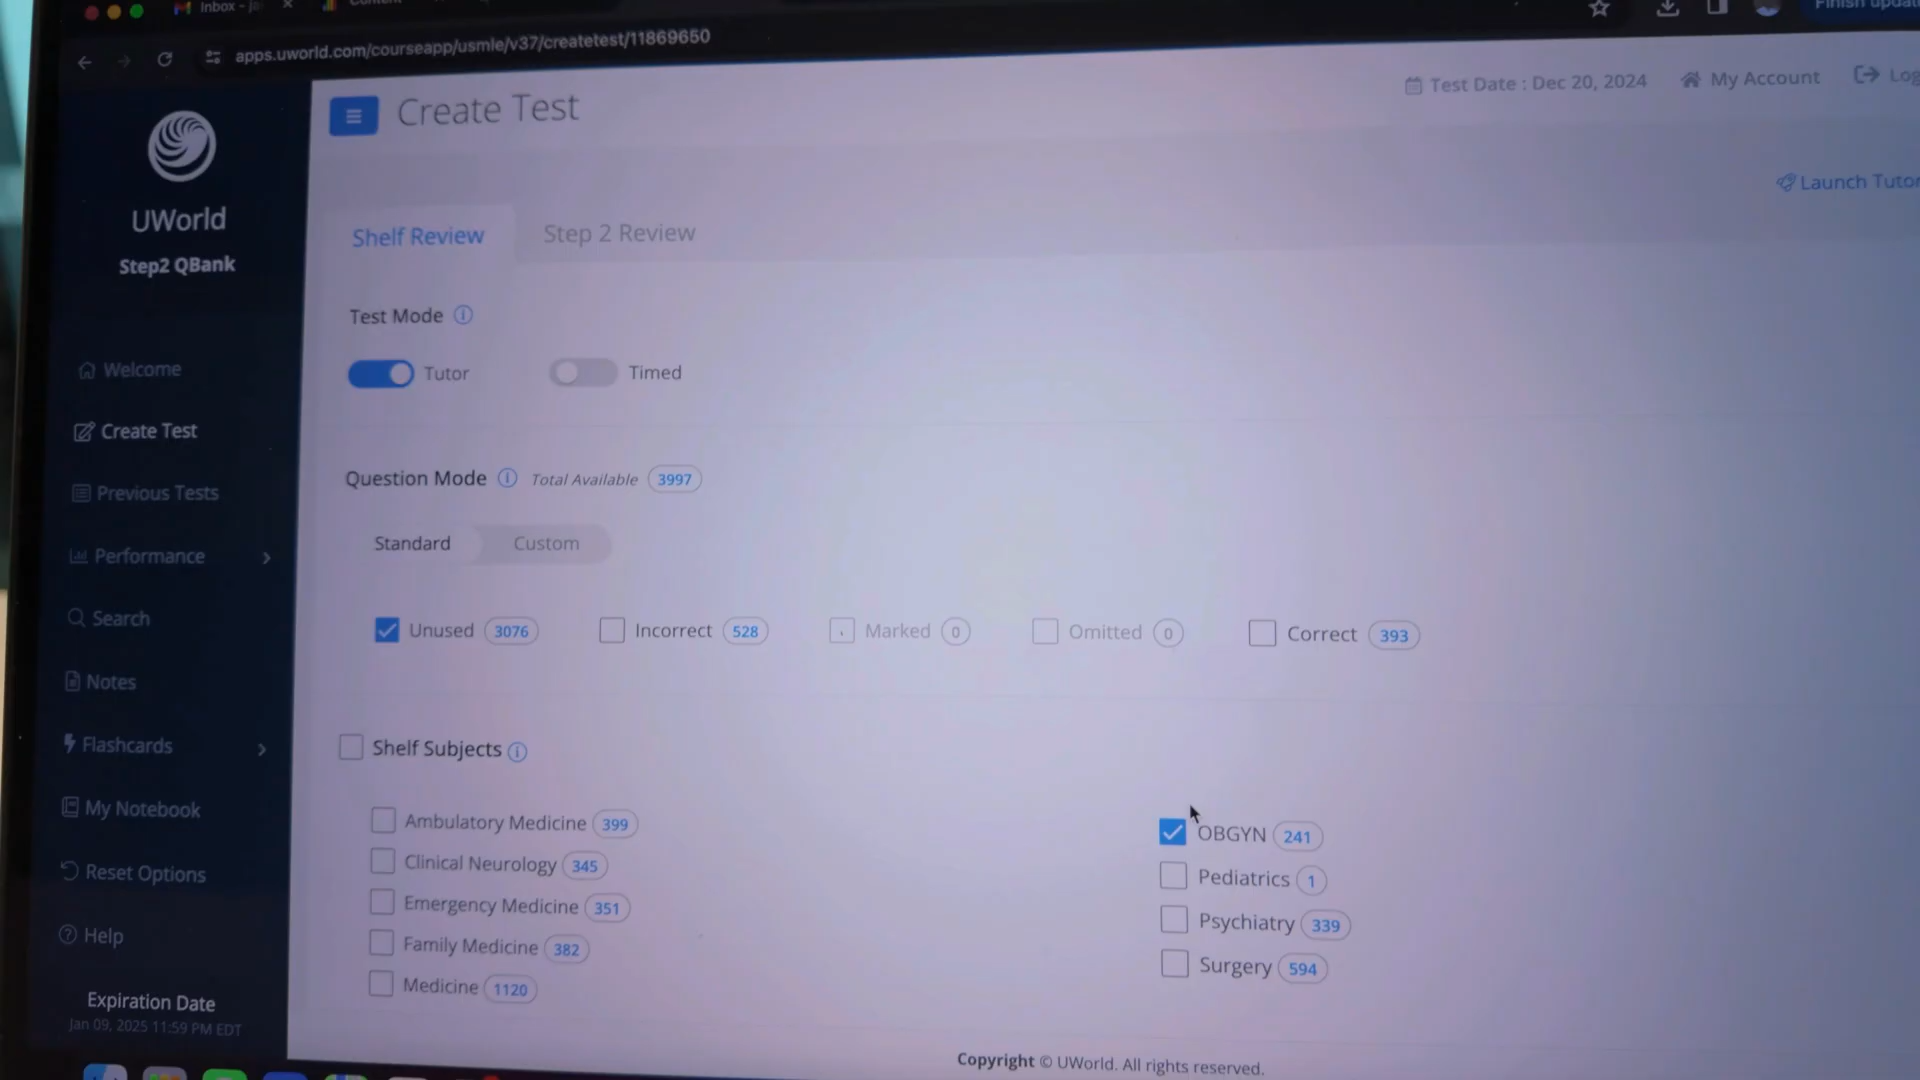 Inbox - ja
apps.uworld.com/courseapp/usmle/v37/createtest/11869650
Create Test
Test Date : Dec 20, 2024
My Account
Log
Launch Tutor
UWorld
Step2 QBank
Shelf Review
Step 2 Review
Test Mode
Tutor
Timed
Welcome
Create Test
Previous Tests
Performance
Search
Notes
Flashcards
My Notebook
Reset Options
Help
Expiration Date
Jan 09, 2025 11:59 PM EDT
Question Mode Total Available 3997
Standard Custom
Unused 3076
Incorrect 528
Marked 0
Omitted 0
Correct 393
Shelf Subjects
Ambulatory Medicine 399
Clinical Neurology 345
Emergency Medicine 351
Family Medicine 382
Medicine 1120
OBGYN 241
Pediatrics 1
Psychiatry 339
Surgery 594
Copyright © UWorld. All rights reserved.